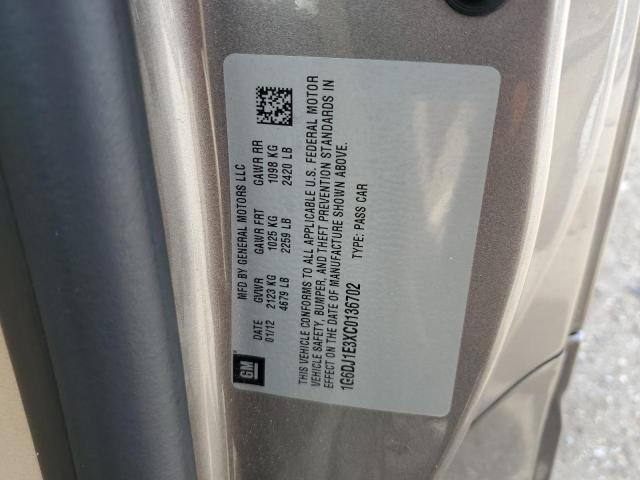 GM
MFD BY GENERAL MOTORS LLC
DATE GVWR GAWR FRT GAWR RR
01/12 2123 KG 1025 KG 1098 KG
4679 LB 2259 LB 2420 LB
THIS VEHICLE CONFORMS TO ALL APPLICABLE U.S. FEDERAL MOTOR
VEHICLE SAFETY, BUMPER, AND THEFT PREVENTION STANDARDS IN
EFFECT ON THE DATE OF MANUFACTURE SHOWN ABOVE.
1G6DJ1E3XC0136702 TYPE: PASS CAR